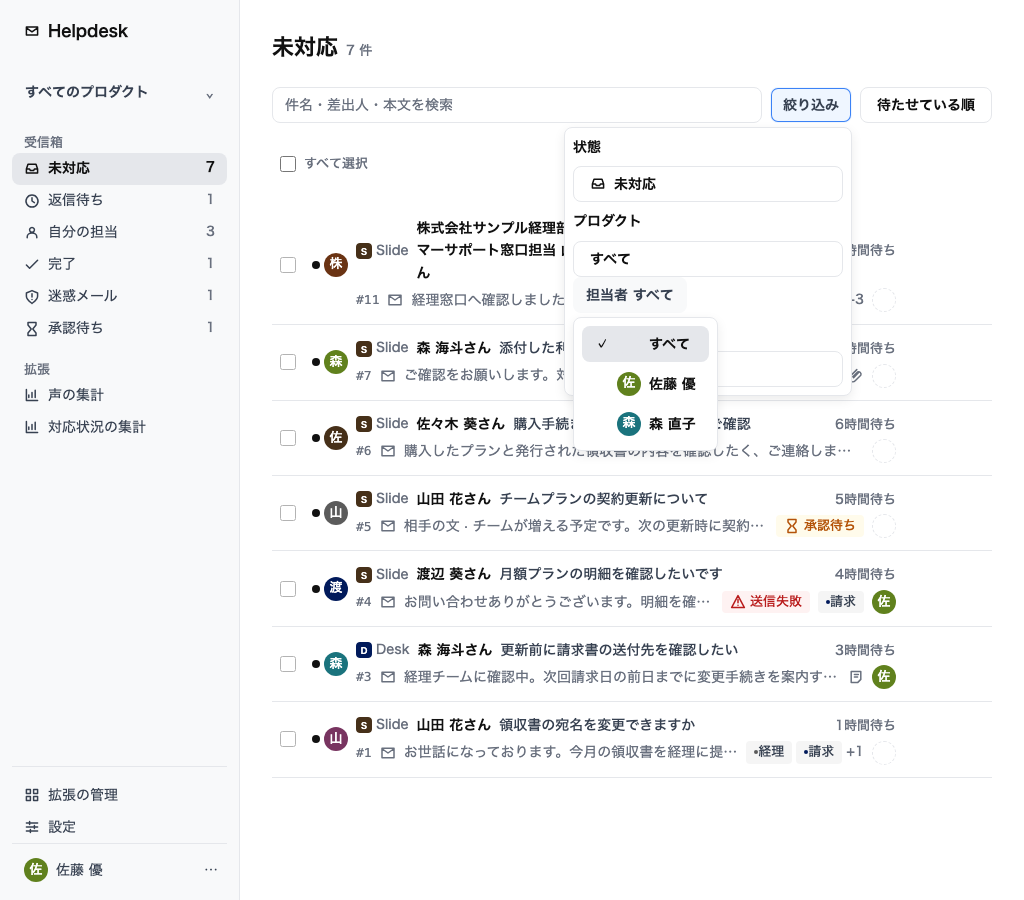 Helpdesk
すべてのプロダクト
受信箱
未対応 7
返信待ち 1
自分の担当 3
完了 1
迷惑メール 1
承認待ち 1
拡張
声の集計
対応状況の集計
拡張の管理
設定
佐 佐藤 優 …
未対応 7 件
件名・差出人・本文を検索 絞り込み 待たせている順
すべて選択
状態
未対応
プロダクト
すべて
担当者 すべて
✓ すべて
佐 佐藤 優
森 森 直子
株 S Slide 株式会社サンプル経理部
マーサポート窓口担当
ん
時間待ち
#11 経理窓口へ確認しました
-3
森 S Slide 森 海斗さん 添付した 時間待ち
#7 ご確認をお願いします。
佐 S Slide 佐々木 葵さん 購入手続 ご確認 6時間待ち
#6 購入したプランと発行された領収書の内容を確認したく、ご連絡しま…
山 S Slide 山田 花さん チームプランの契約更新について 5時間待ち
#5 相手の文 · チームが増える予定です。次の更新時に契約… 承認待ち
渡 S Slide 渡辺 葵さん 月額プランの明細を確認したいです 4時間待ち
#4 お問い合わせありがとうございます。明細を確… 送信失敗 •請求 佐
森 D Desk 森 海斗さん 更新前に請求書の送付先を確認したい 3時間待ち
#3 経理チームに確認中。次回請求日の前日までに変更手続きを案内す… 佐
山 S Slide 山田 花さん 領収書の宛名を変更できますか 1時間待ち
#1 お世話になっております。今月の領収書を経理に提… •経理 •請求 +1